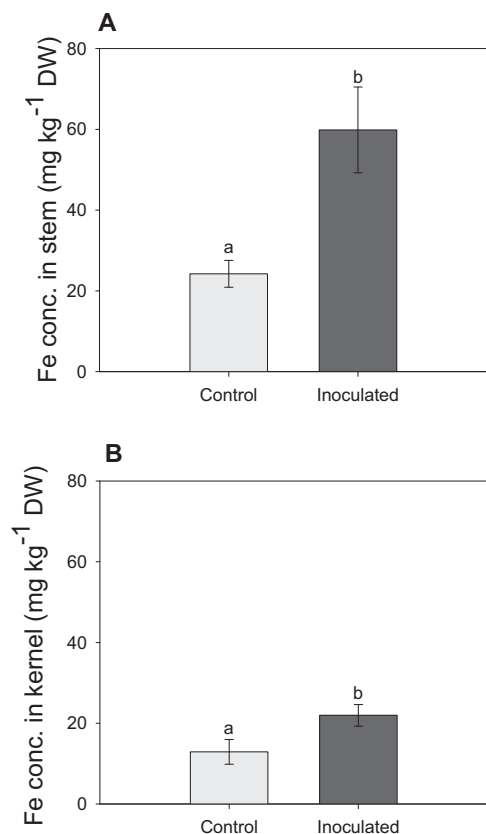 A
Fe conc. in stem (mg kg⁻¹ DW)
80
60
40
20
0
a
b
Control Inoculated
B
Fe conc. in kernel (mg kg⁻¹ DW)
80
60
40
20
0
a
b
Control Inoculated